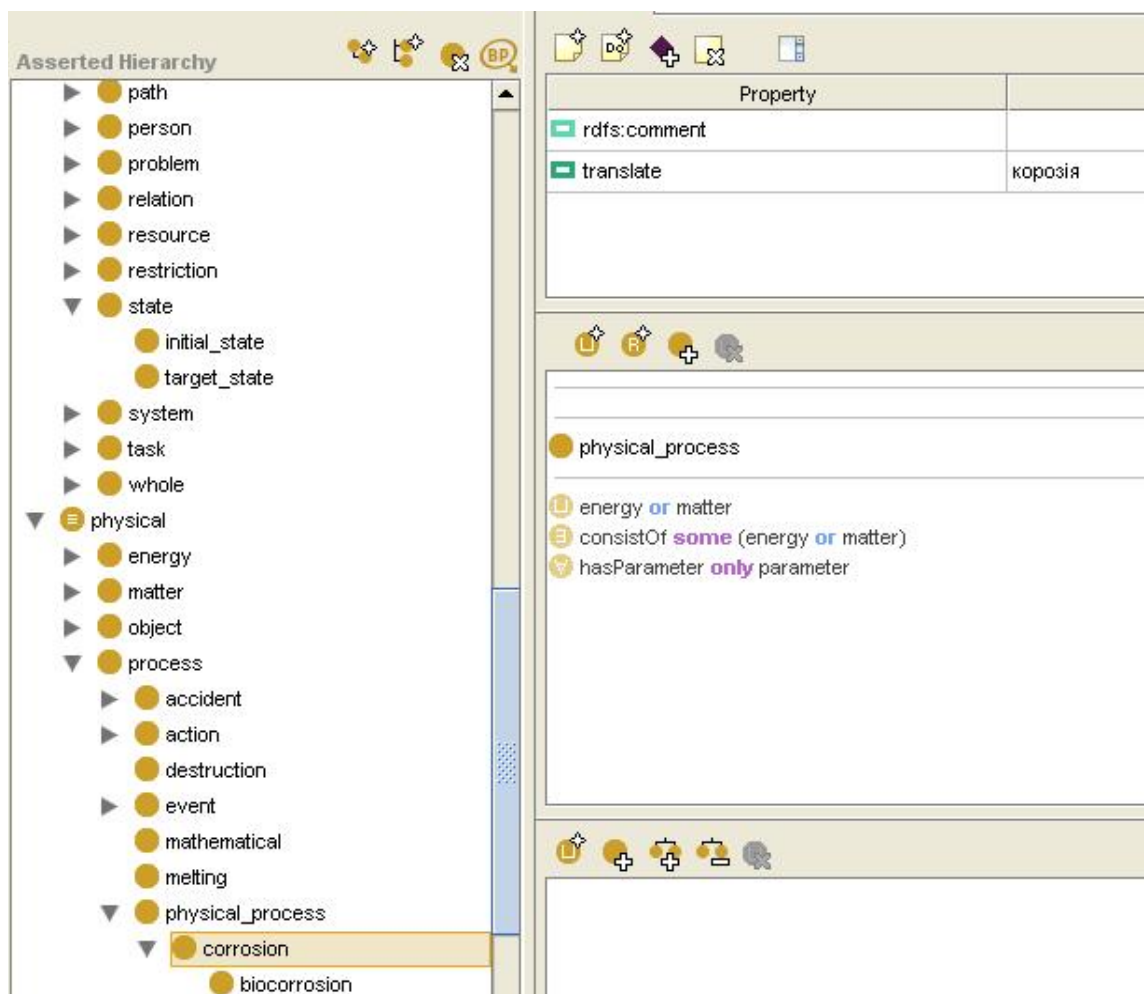 Asserted Hierarchy
BP
path
person
problem
relation
resource
restriction
state
initial_state
target_state
system
task
whole
physical
energy
matter
object
process
accident
action
destruction
event
mathematical
melting
physical_process
corrosion
biocorrosion
Property
rdfs:comment
translate корозія
R
physical_process
energy or matter
consistOf some (energy or matter)
hasParameter only parameter